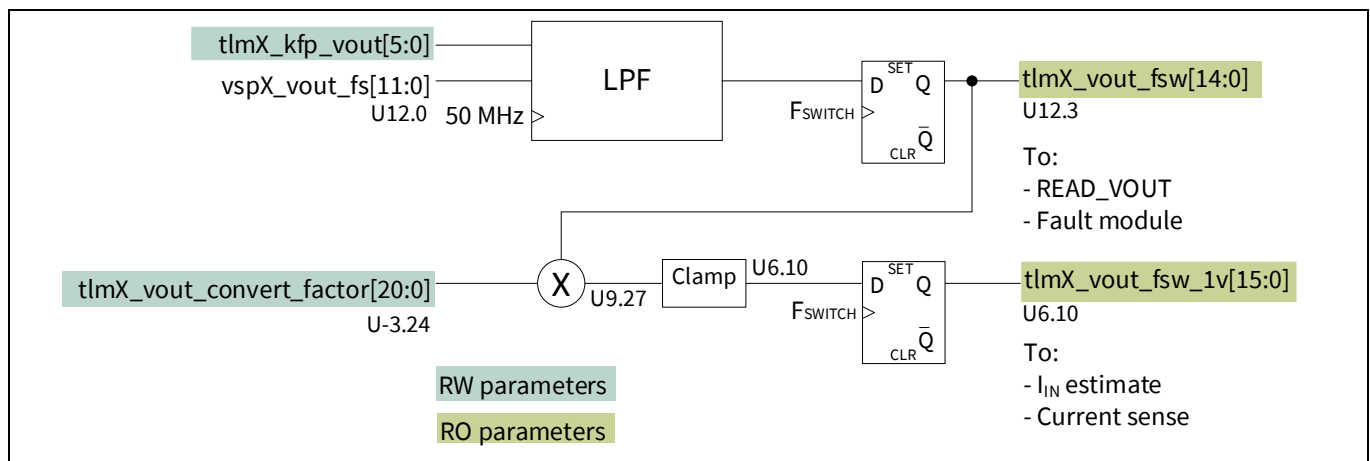 tlmX_kfp_vout[5:0]
vspX_vout_fs[11:0]
U12.0
50 MHz
LPF
D
SET
Q
FSWITCH
Q̅
CLR
tlmX_vout_fsw[14:0]
U12.3
To:
- READ_VOUT
- Fault module
tlmX_vout_convert_factor[20:0]
U-3.24
X
U9.27
Clamp
U6.10
D
SET
Q
FSWITCH
Q̅
CLR
tlmX_vout_fsw_1v[15:0]
U6.10
To:
- IIN estimate
- Current sense
RW parameters
RO parameters